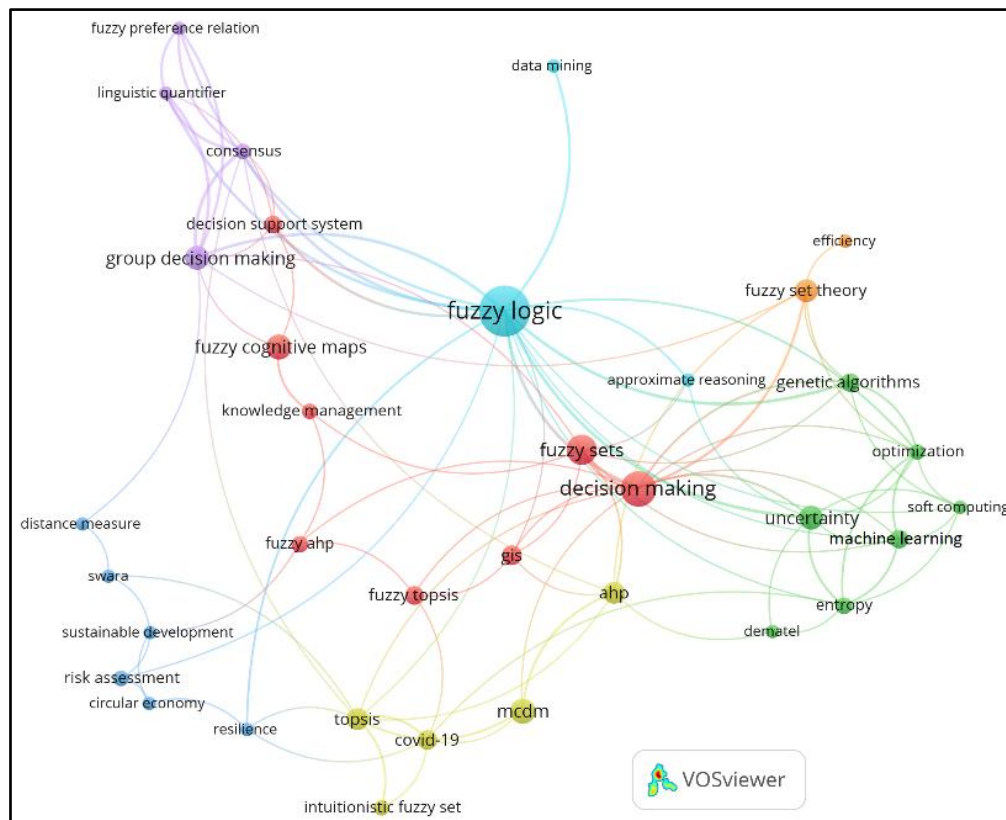 fuzzy preference relation
data mining
linguistic quantifier
consensus
decision support system
efficiency
group decision making
fuzzy set theory
fuzzy logic
fuzzy cognitive maps
approximate reasoning
genetic algorithms
knowledge management
fuzzy sets
optimization
decision making
soft computing
distance measure
uncertainty
machine learning
fuzzy ahp
gis
swara
fuzzy topsis
ahp
entropy
sustainable development
dematel
risk assessment
circular economy
mcdm
resilience
topsis
covid-19
VOSviewer
intuitionistic fuzzy set